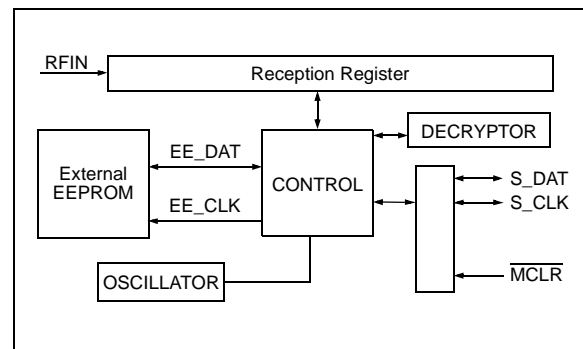 RFIN
Reception Register
DECRYPTOR
EE_DAT
External
EEPROM
CONTROL
S_DAT
S_CLK
EE_CLK
MCLR
OSCILLATOR